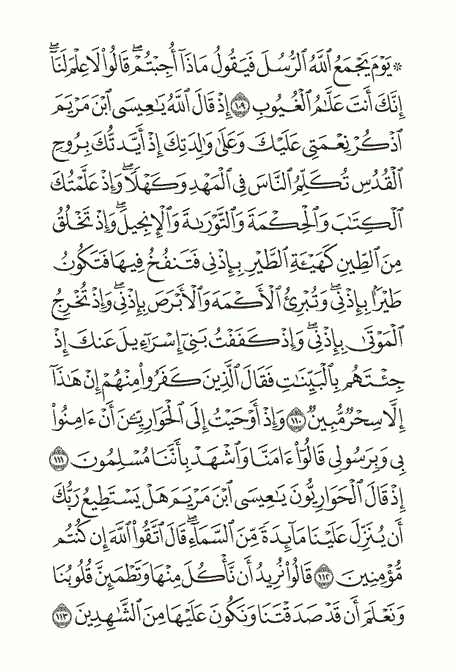 ۞ يَوْمَ يَجْمَعُ ٱللَّهُ ٱلرُّسُلَ فَيَقُولُ مَاذَآ أُجِبْتُمْ ۖ قَالُوا۟ لَا عِلْمَ لَنَآ ۖ
إِنَّكَ أَنتَ عَلَّٰمُ ٱلْغُيُوبِ ١٠٩ إِذْ قَالَ ٱللَّهُ يَٰعِيسَى ٱبْنَ مَرْيَمَ
ٱذْكُرْ نِعْمَتِى عَلَيْكَ وَعَلَىٰ وَٰلِدَتِكَ إِذْ أَيَّدتُّكَ بِرُوحِ
ٱلْقُدُسِ تُكَلِّمُ ٱلنَّاسَ فِى ٱلْمَهْدِ وَكَهْلًا ۖ وَإِذْ عَلَّمْتُكَ
ٱلْكِتَٰبَ وَٱلْحِكْمَةَ وَٱلتَّوْرَىٰةَ وَٱلْإِنجِيلَ ۖ وَإِذْ تَخْلُقُ
مِنَ ٱلطِّينِ كَهَيْـَٔةِ ٱلطَّيْرِ بِإِذْنِى فَتَنفُخُ فِيهَا فَتَكُونُ
طَيْرًۢا بِإِذْنِى ۖ وَتُبْرِئُ ٱلْأَكْمَهَ وَٱلْأَبْرَصَ بِإِذْنِى ۖ وَإِذْ تُخْرِجُ
ٱلْمَوْتَىٰ بِإِذْنِى ۖ وَإِذْ كَفَفْتُ بَنِىٓ إِسْرَٰٓءِيلَ عَنكَ إِذْ
جِئْتَهُم بِٱلْبَيِّنَٰتِ فَقَالَ ٱلَّذِينَ كَفَرُوا۟ مِنْهُمْ إِنْ هَٰذَآ
إِلَّا سِحْرٌ مُّبِينٌ ١١٠ وَإِذْ أَوْحَيْتُ إِلَى ٱلْحَوَارِيِّۦنَ أَنْ ءَامِنُوا۟
بِى وَبِرَسُولِى قَالُوٓا۟ ءَامَنَّا وَٱشْهَدْ بِأَنَّنَا مُسْلِمُونَ ١١١
إِذْ قَالَ ٱلْحَوَارِيُّونَ يَٰعِيسَى ٱبْنَ مَرْيَمَ هَلْ يَسْتَطِيعُ رَبُّكَ
أَن يُنَزِّلَ عَلَيْنَا مَآئِدَةً مِّنَ ٱلسَّمَآءِ ۖ قَالَ ٱتَّقُوا۟ ٱللَّهَ إِن كُنتُم
مُّؤْمِنِينَ ١١٢ قَالُوا۟ نُرِيدُ أَن نَّأْكُلَ مِنْهَا وَتَطْمَئِنَّ قُلُوبُنَا
وَنَعْلَمَ أَن قَدْ صَدَقْتَنَا وَنَكُونَ عَلَيْهَا مِنَ ٱلشَّٰهِدِينَ ١١٣